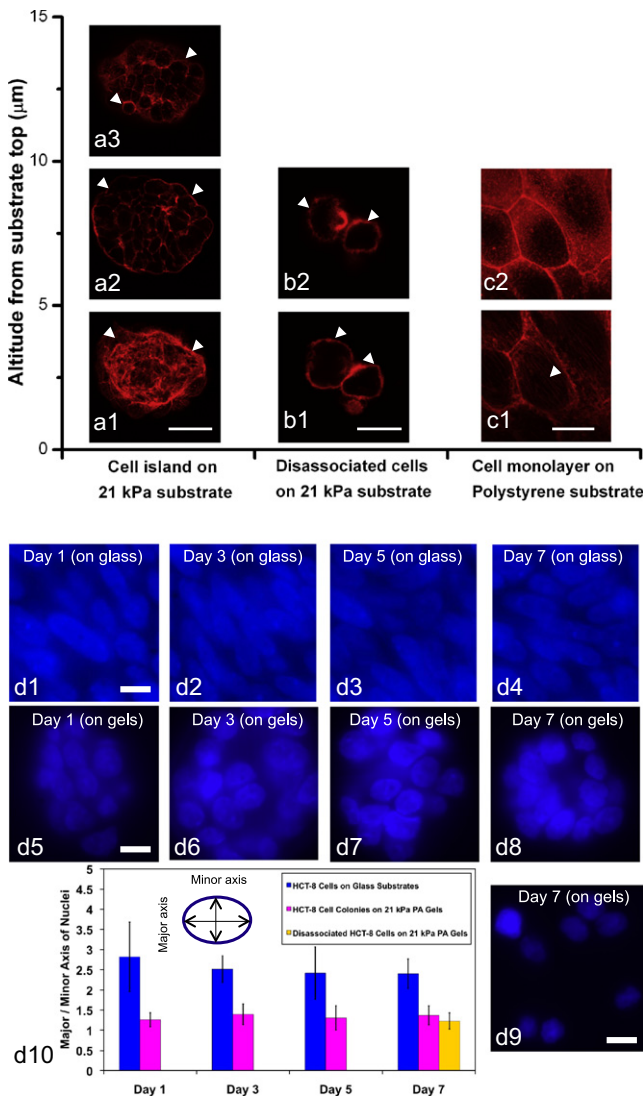 15
10
5
0
Altitude from substrate top (μm)
a3
a2
a1
b2
b1
c2
c1
Cell island on
21 kPa substrate
Disassociated cells
on 21 kPa substrate
Cell monolayer on
Polystyrene substrate
Day 1 (on glass)
d1
Day 3 (on glass)
d2
Day 5 (on glass)
d3
Day 7 (on glass)
d4
Day 1 (on gels)
d5
Day 3 (on gels)
d6
Day 5 (on gels)
d7
Day 7 (on gels)
d8
Major / Minor Axis of Nuclei
5
4.5
4
3.5
3
2.5
2
1.5
1
0.5
0
Minor axis
Major axis
HCT-8 Cells on Glass Substrates
HCT-8 Cell Colonies on 21 kPa PA Gels
Disassociated HCT-8 Cells on 21 kPa PA Gels
Day 1
Day 3
Day 5
Day 7
d10
Day 7 (on gels)
d9